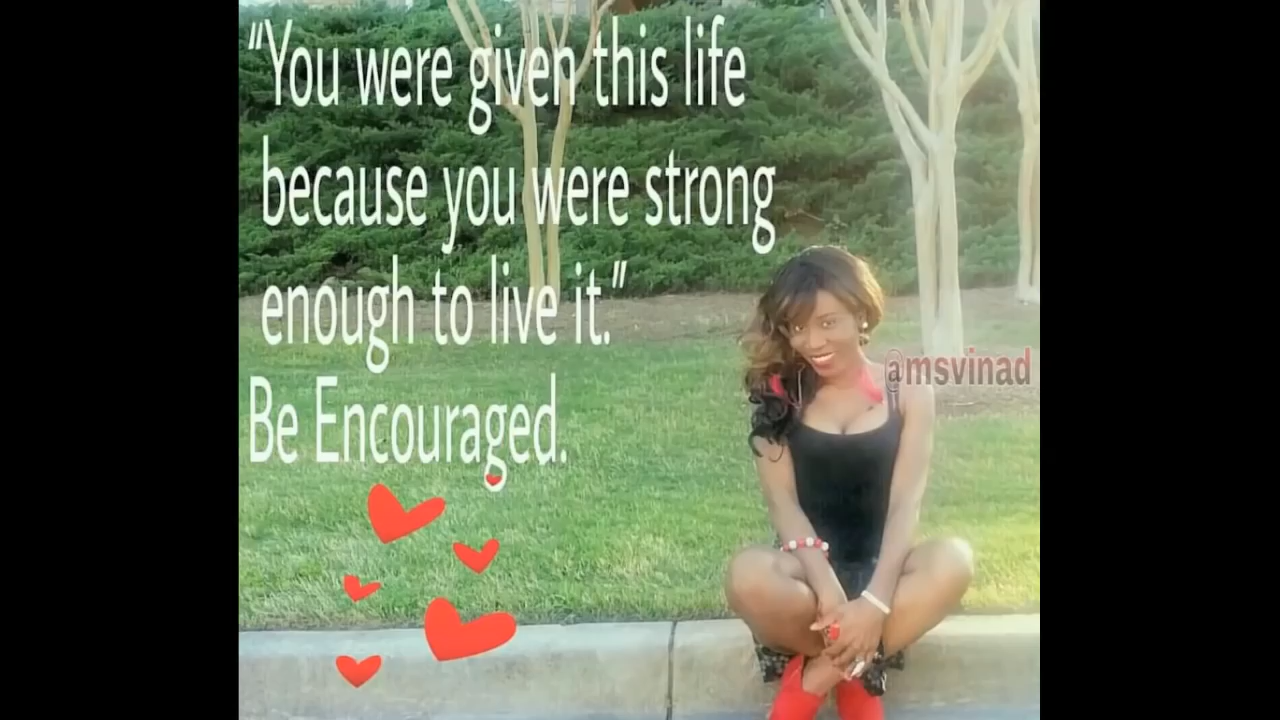 “You were given this life
because you were strong
enough to live it.”
Be Encouraged.
@msvinad